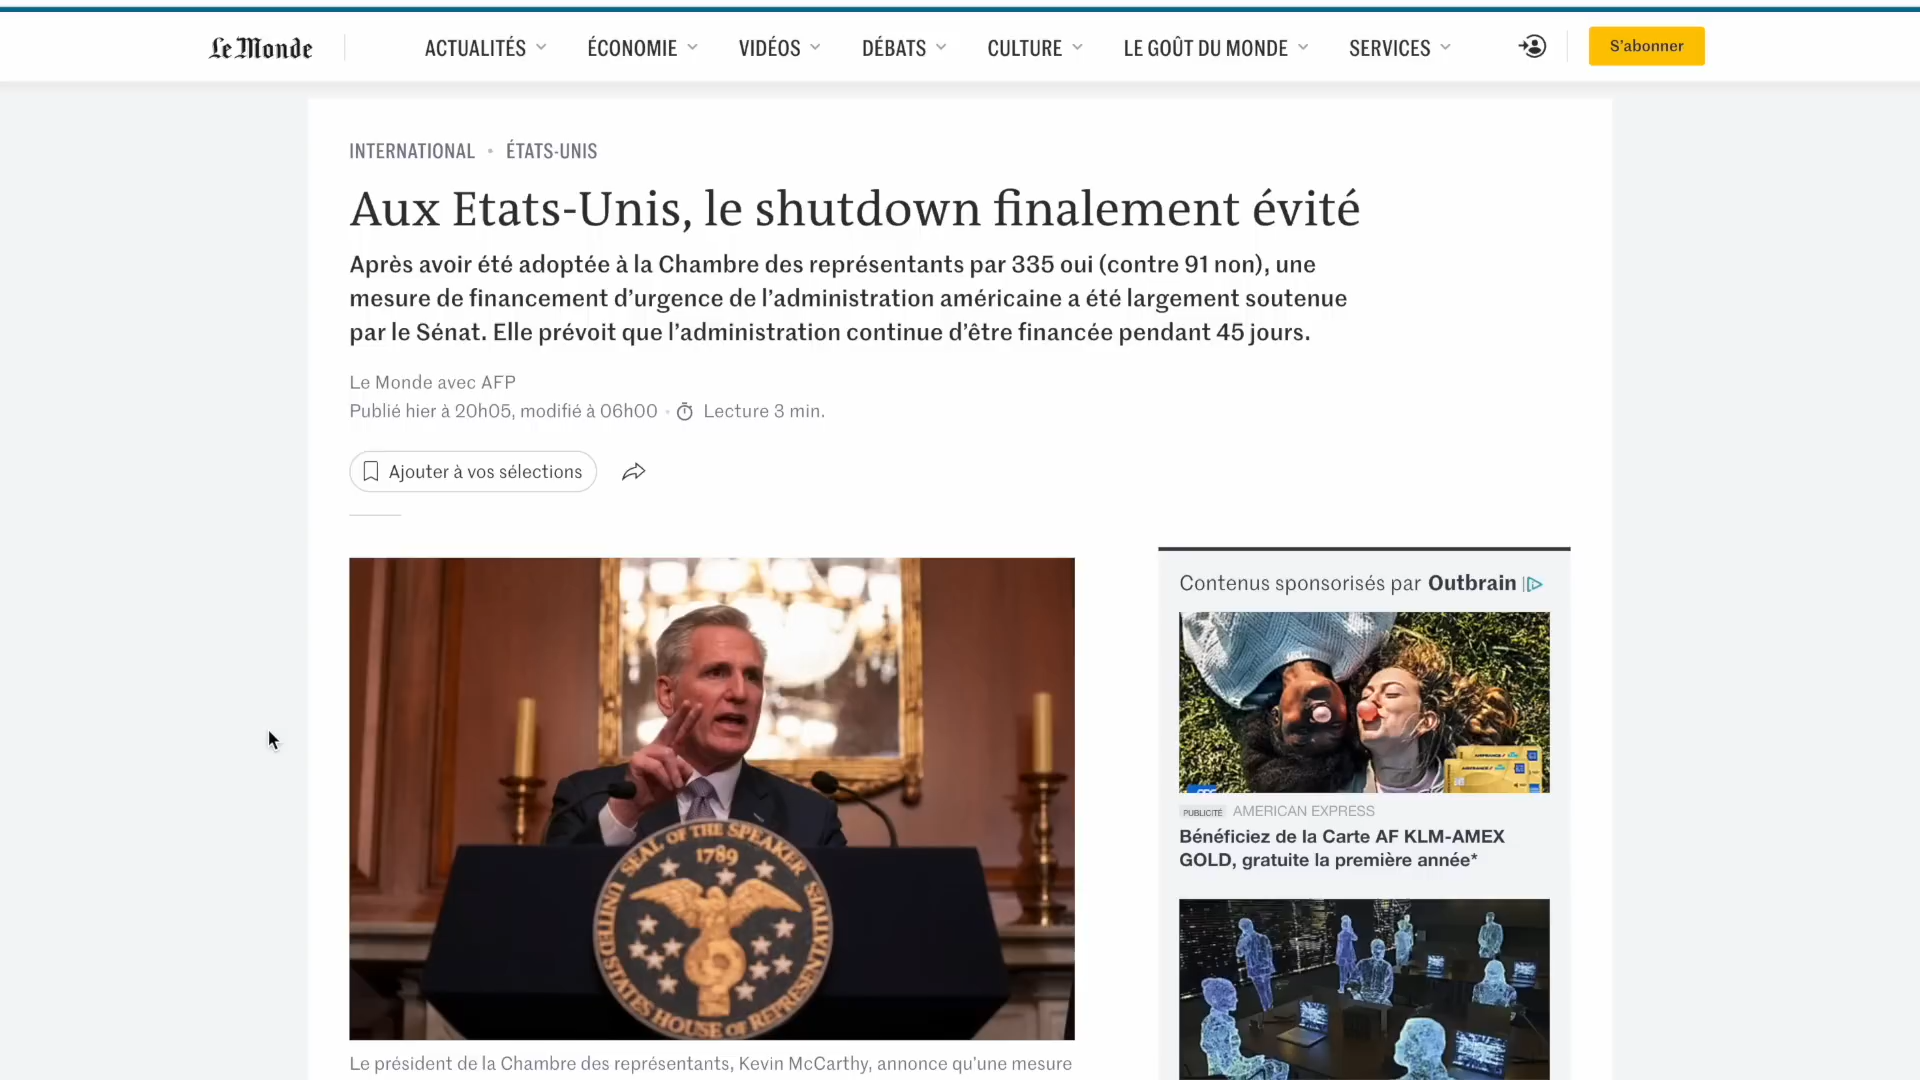 Le Monde
ACTUALITÉS
ÉCONOMIE
VIDÉOS
DÉBATS
CULTURE
LE GOÛT DU MONDE
SERVICES
S'abonner
INTERNATIONAL • ÉTATS-UNIS
Aux Etats-Unis, le shutdown finalement évité
Après avoir été adoptée à la Chambre des représentants par 335 oui (contre 91 non), une
mesure de financement d’urgence de l’administration américaine a été largement soutenue
par le Sénat. Elle prévoit que l’administration continue d’être financée pendant 45 jours.
Le Monde avec AFP
Publié hier à 20h05, modifié à 06h00 • Lecture 3 min.
Ajouter à vos sélections
SEAL OF THE SPEAKER
1789
UNITED STATES HOUSE OF REPRESENTATIVES
Le président de la Chambre des représentants, Kevin McCarthy, annonce qu’une mesure
Contenus sponsorisés par Outbrain
PUBLICITÉ AMERICAN EXPRESS
Bénéficiez de la Carte AF KLM-AMEX
GOLD, gratuite la première année*